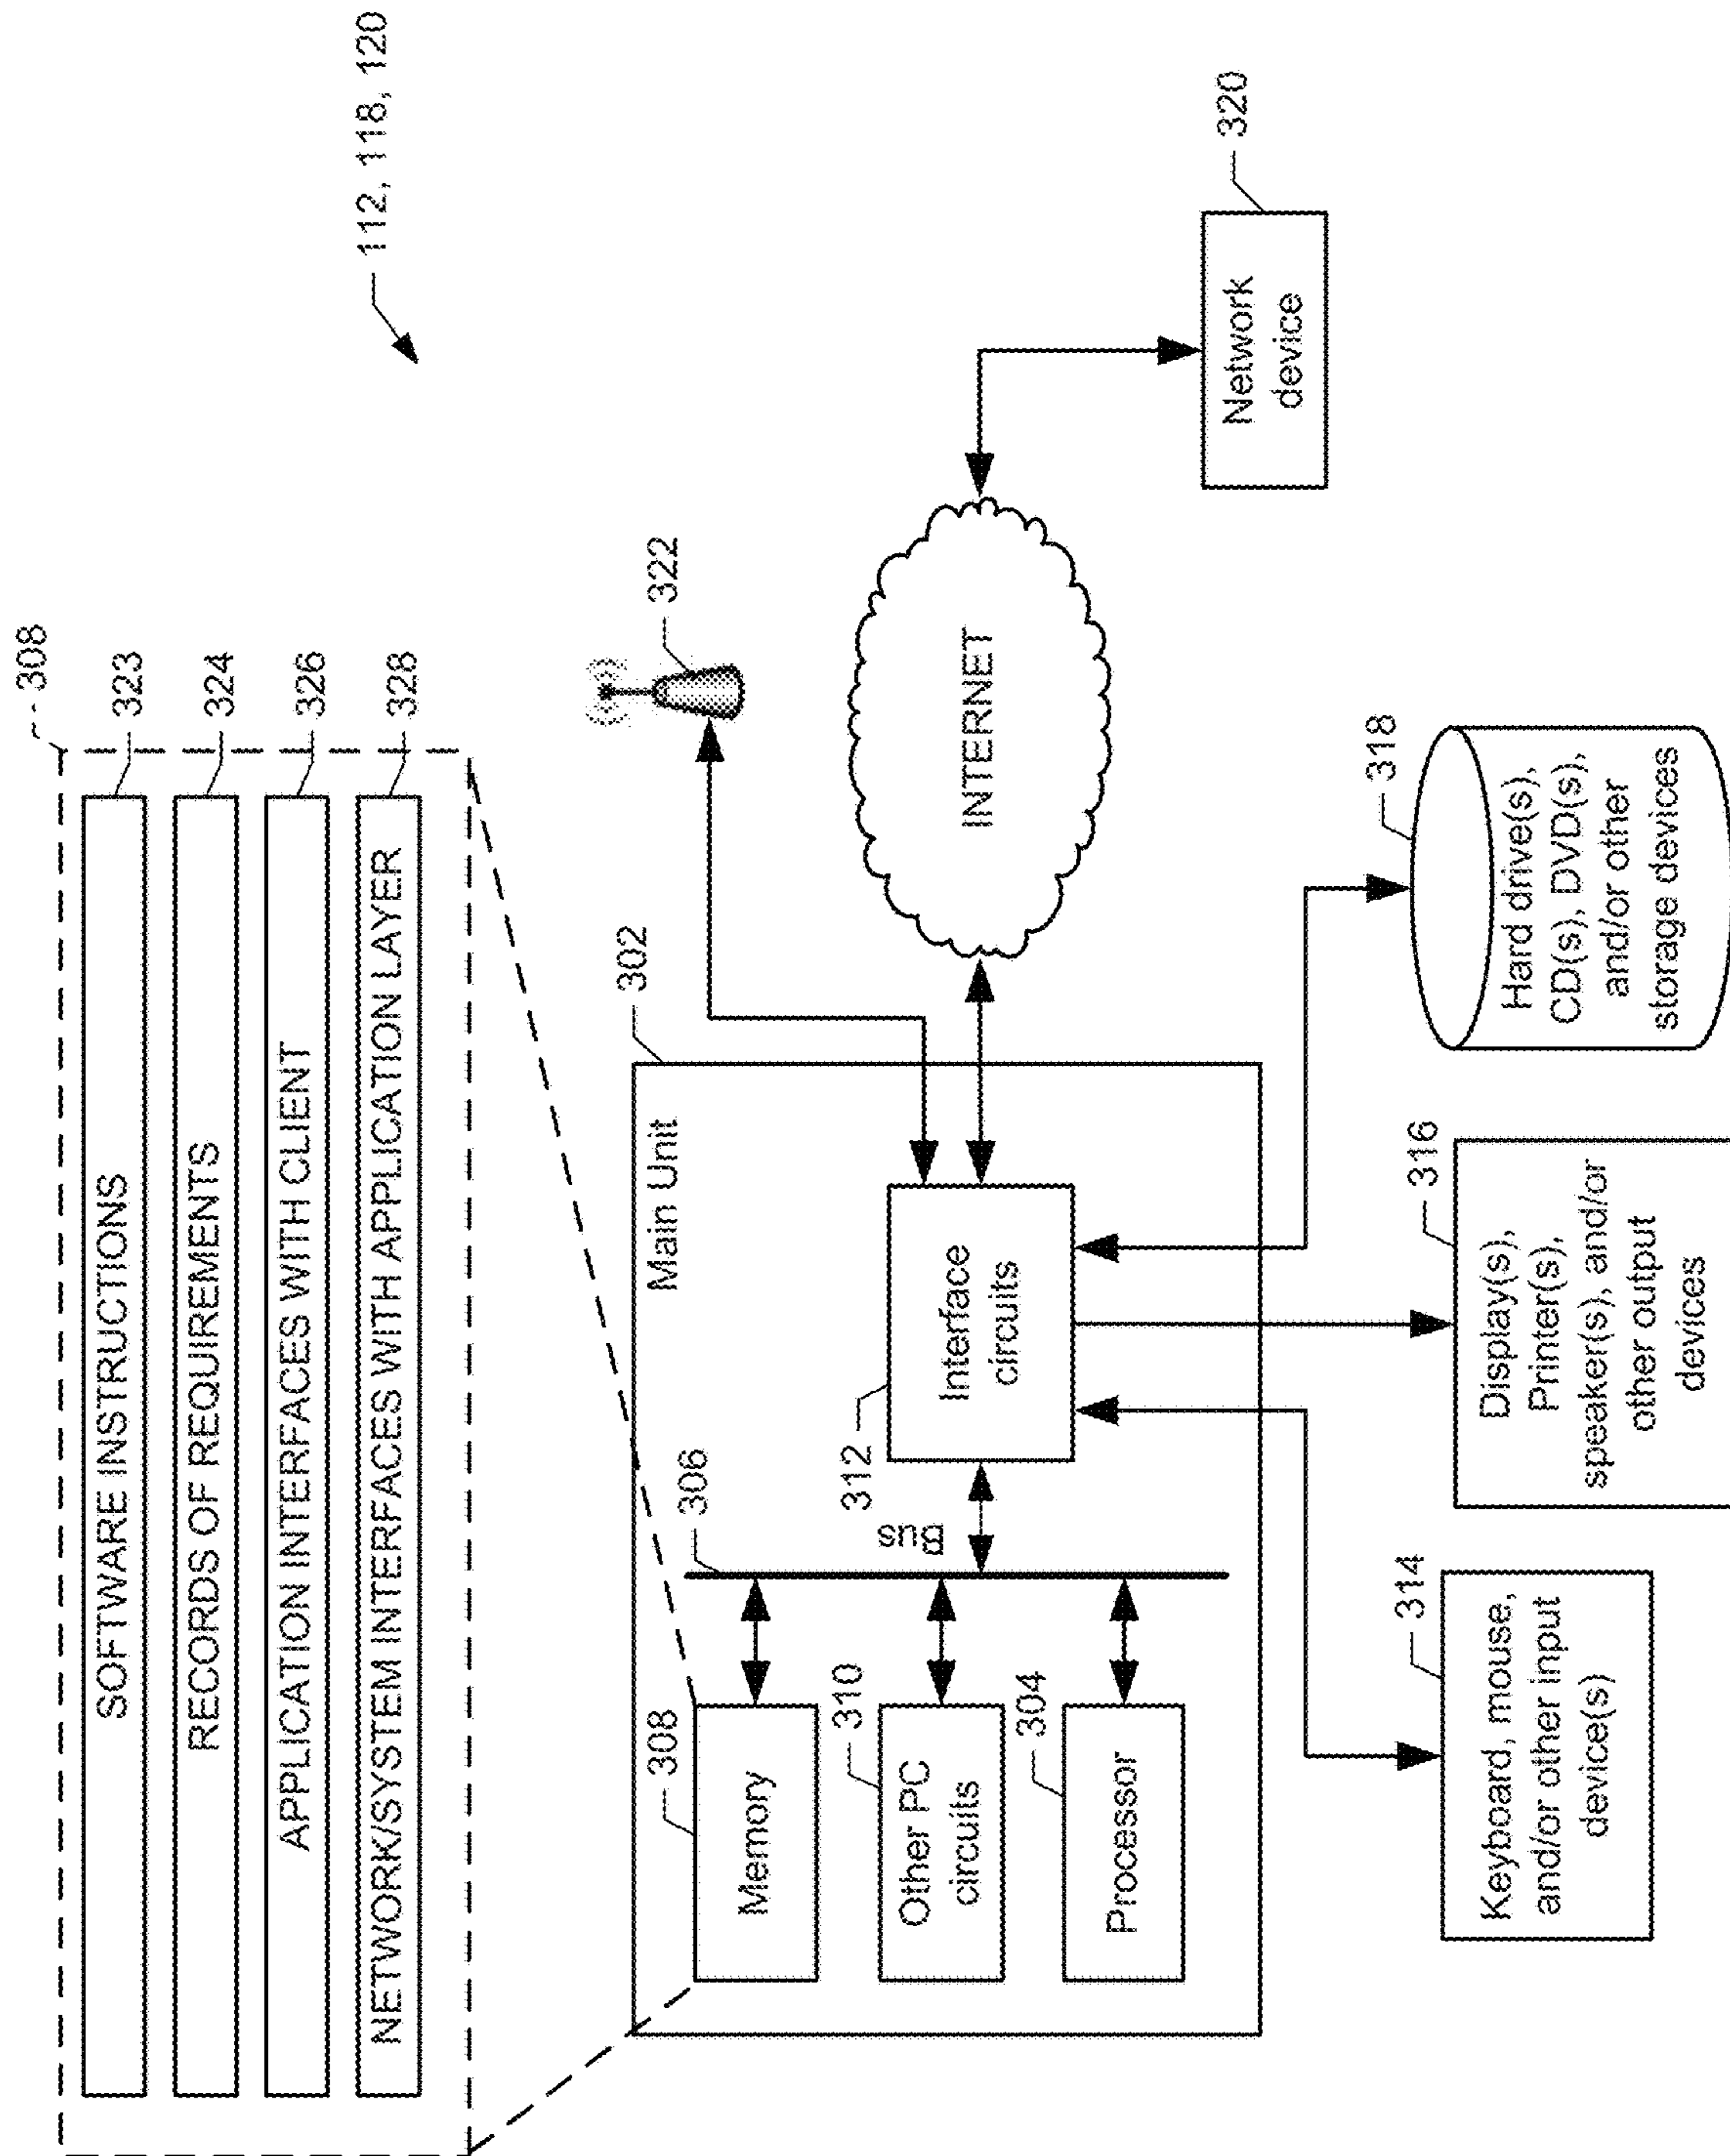 308
SOFTWARE INSTRUCTIONS
323
RECORDS OF REQUIREMENTS
324
APPLICATION INTERFACES WITH CLIENT
326
NETWORK/SYSTEM INTERFACES WITH APPLICATION LAYER
328
112, 118, 120
302
Main Unit
322
308
Memory
306
Bus
310
Other PC
circuits
304
Processor
312
Interface
circuits
INTERNET
320
Network
device
314
Keyboard, mouse,
and/or other input
device(s)
316
Display(s),
Printer(s),
speaker(s), and/or
other output
devices
318
Hard drive(s),
CD(s), DVD(s),
and/or other
storage devices